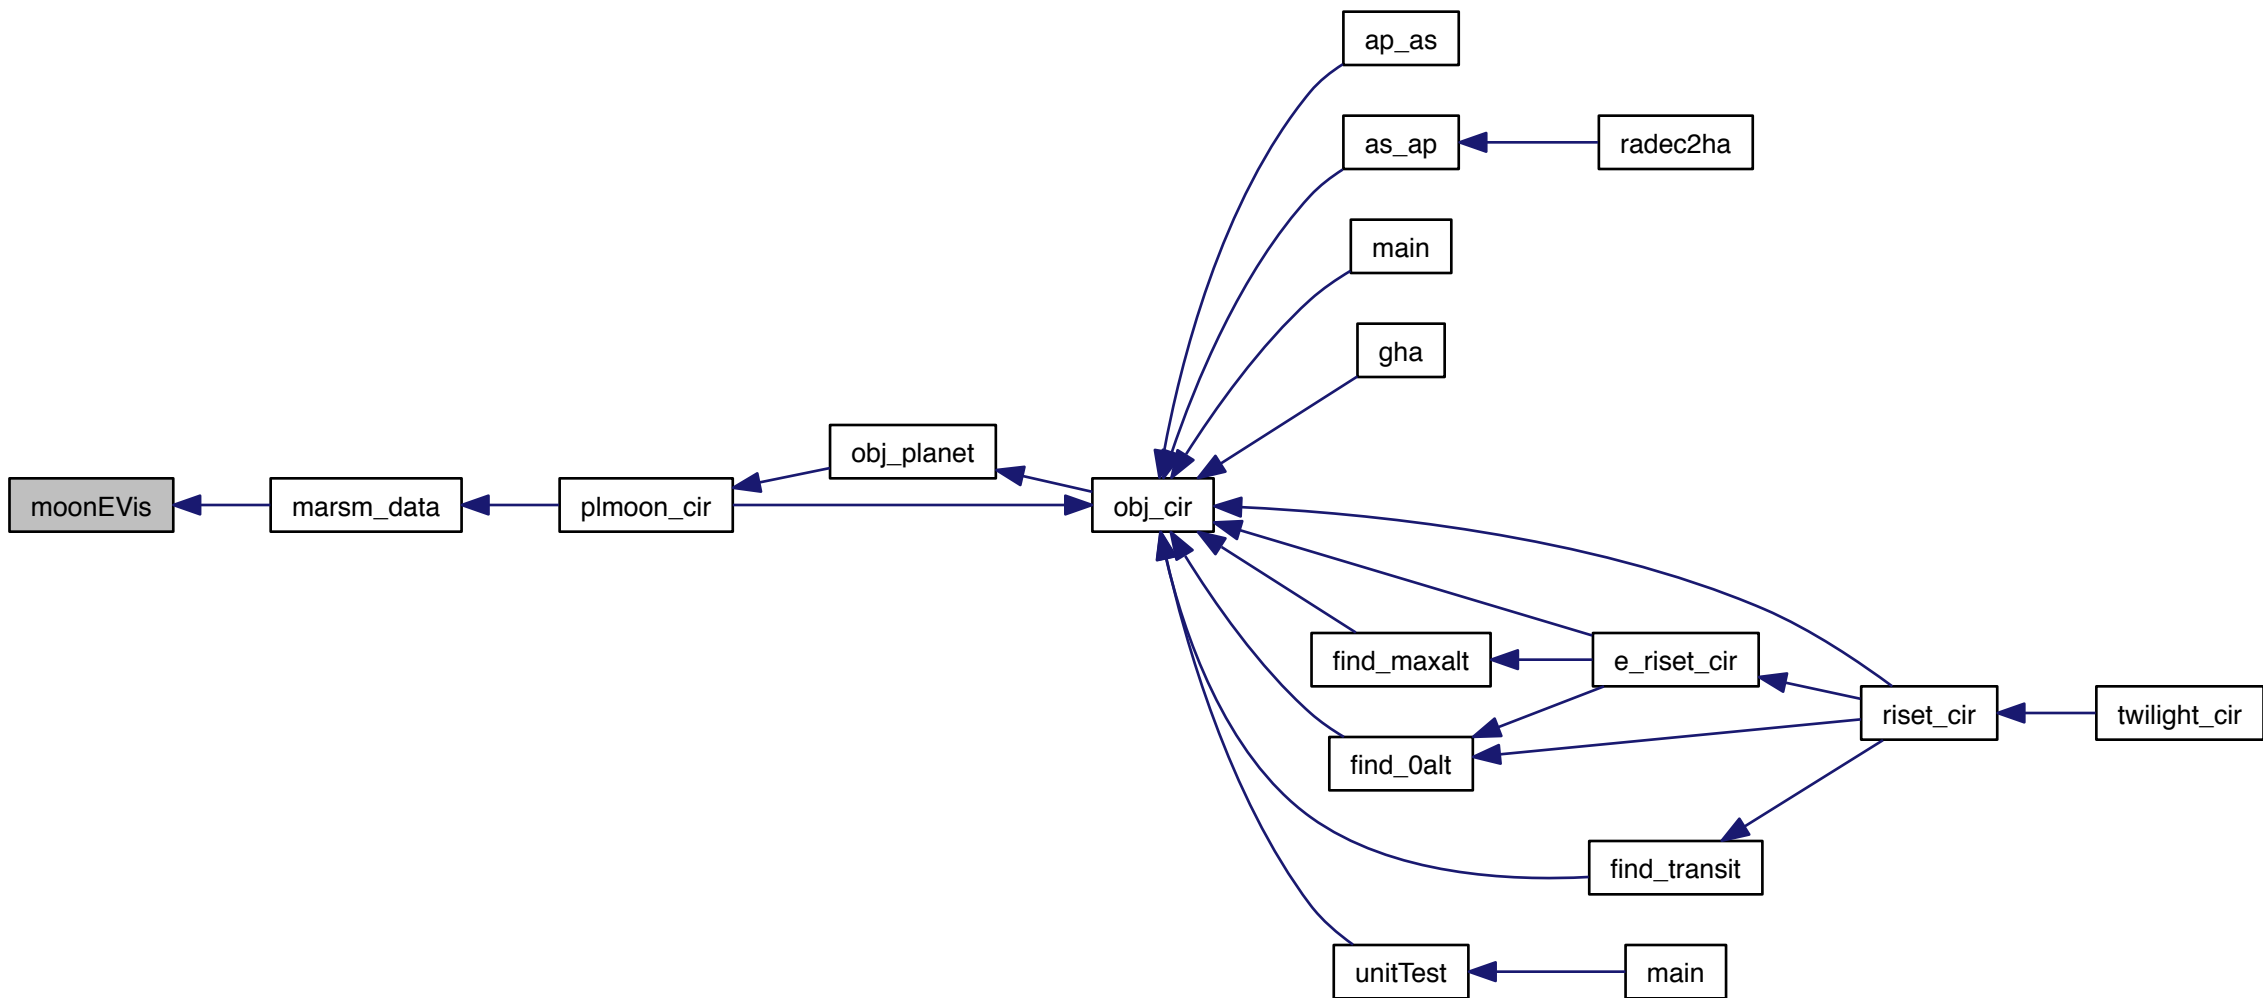 ap_as
as_ap
radec2ha
main
gha
obj_planet
moonEVis
marsm_data
plmoon_cir
obj_cir
find_maxalt
e_riset_cir
riset_cir
twilight_cir
find_0alt
find_transit
unitTest
main